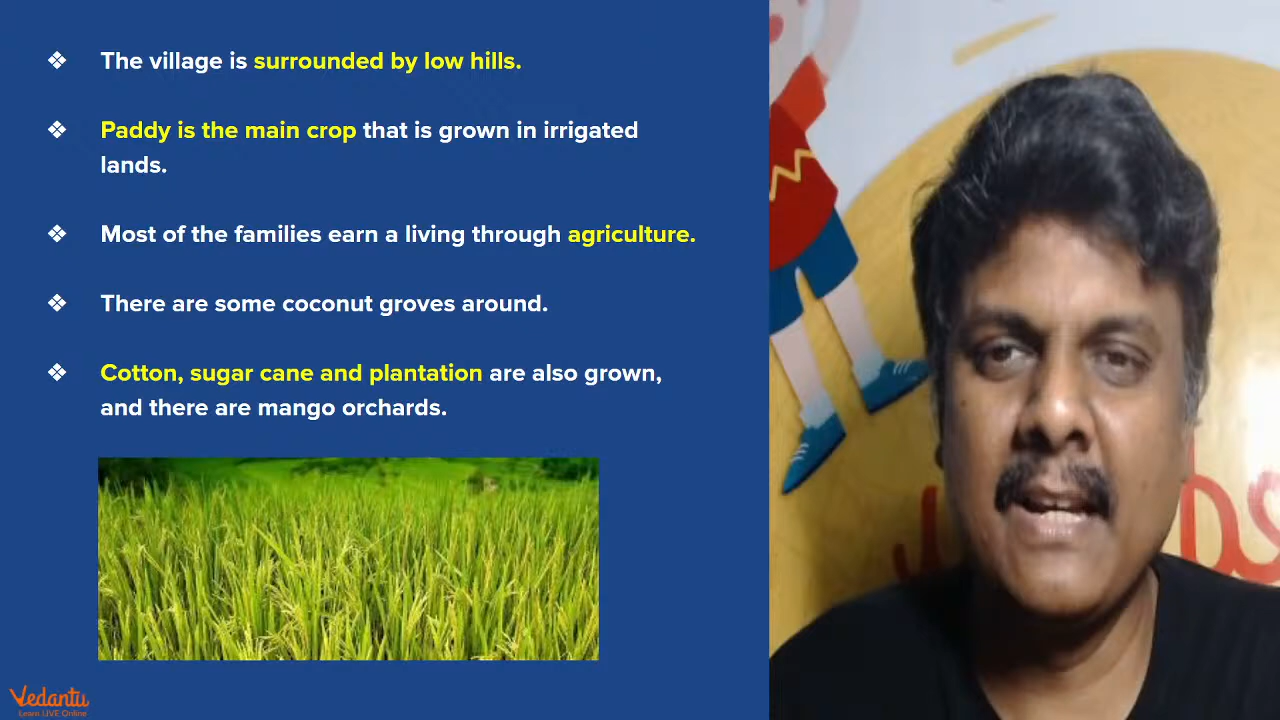 ❖ The village is surrounded by low hills.
❖ Paddy is the main crop that is grown in irrigated
lands.
❖ Most of the families earn a living through agriculture.
❖ There are some coconut groves around.
❖ Cotton, sugar cane and plantation are also grown,
and there are mango orchards.
Vedantu
Learn LIVE Online